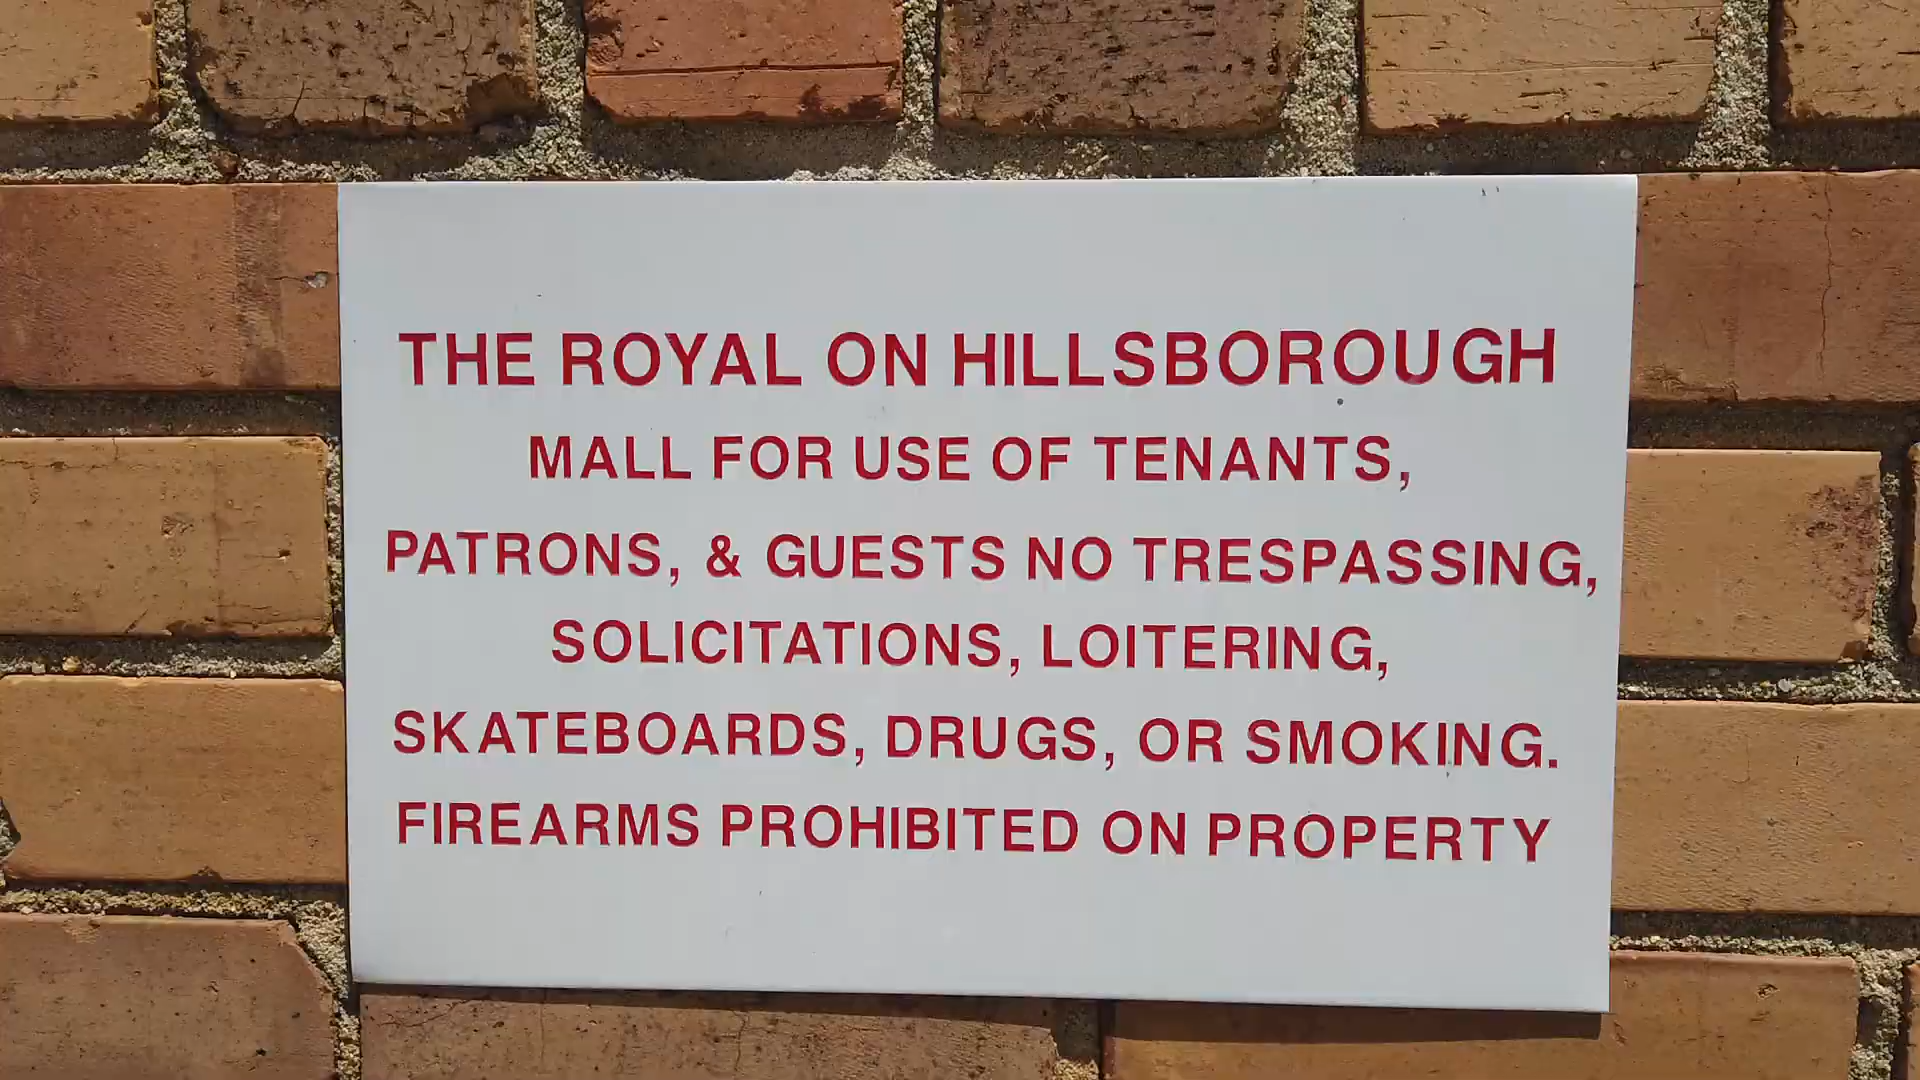 THE ROYAL ON HILLSBOROUGH
MALL FOR USE OF TENANTS,
PATRONS, & GUESTS NO TRESPASSING,
SOLICITATIONS, LOITERING,
SKATEBOARDS, DRUGS, OR SMOKING.
FIREARMS PROHIBITED ON PROPERTY